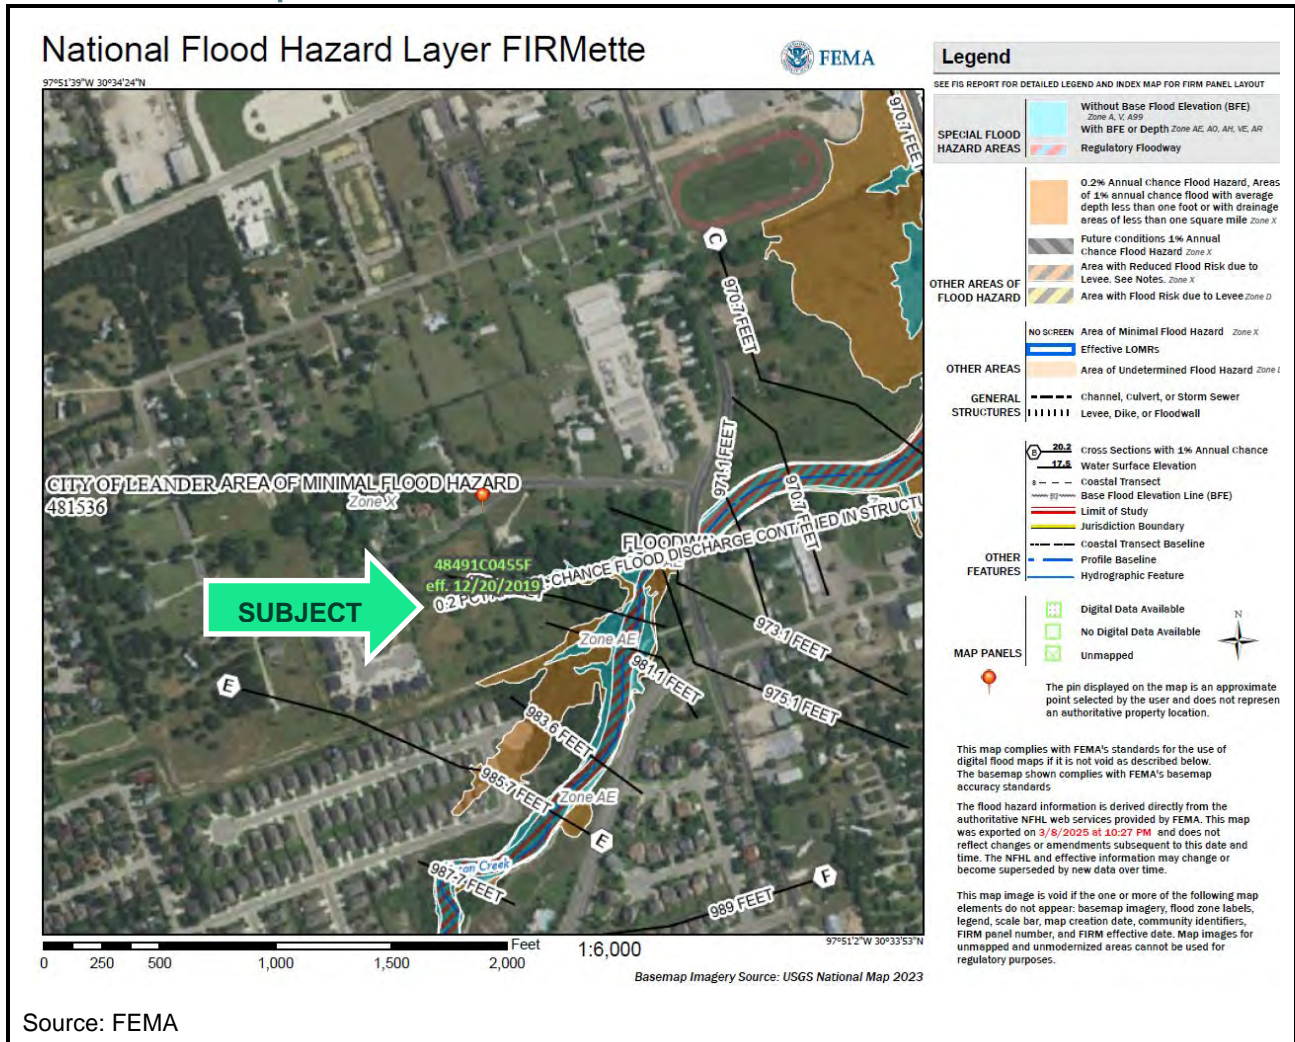 National Flood Hazard Layer FIRMette
FEMA
97°51'39"W 30°34'24"N
970.7 FEET
C
970.7 FEET
971.1 FEET
970.7 FEET
CITY OF LEANDER
481536
AREA OF MINIMAL FLOOD HAZARD
Zone X
48491C0455F
eff. 12/20/2019
SUBJECT
CHANCE FLOOD DISCHARGE
Zone AE
973.1 FEET
981.1 FEET
975.1 FEET
E
983.6 FEET
985.7 FEET
Zone AE
E
Creek
987.7 FEET
989 FEET
F
97°51'2"W 30°33'53"N
0 250 500 1,000 1,500 2,000
Feet
1:6,000
Basemap Imagery Source: USGS National Map 2023
Legend
SEE FIS REPORT FOR DETAILED LEGEND AND INDEX MAP FOR FIRM PANEL LAYOUT
SPECIAL FLOOD
HAZARD AREAS
Without Base Flood Elevation (BFE)
Zone A, V, A99
With BFE or Depth Zone AE, AO, AH, VE, AR
Regulatory Floodway
OTHER AREAS OF
FLOOD HAZARD
0.2% Annual Chance Flood Hazard, Areas
of 1% annual chance flood with average
depth less than one foot or with drainage
areas of less than one square mile Zone X
Future Conditions 1% Annual
Chance Flood Hazard Zone X
Area with Reduced Flood Risk due to
Levee. See Notes. Zone X
Area with Flood Risk due to Levee Zone D
OTHER AREAS
NO SCREEN Area of Minimal Flood Hazard Zone X
Effective LOMRs
Area of Undetermined Flood Hazard Zone
GENERAL
STRUCTURES
Channel, Culvert, or Storm Sewer
Levee, Dike, or Floodwall
OTHER
FEATURES
B 20.2 Cross Sections with 1% Annual Chance
17.5 Water Surface Elevation
8 Coastal Transect
Base Flood Elevation Line (BFE)
Limit of Study
Jurisdiction Boundary
Coastal Transect Baseline
Profile Baseline
Hydrographic Feature
MAP PANELS
Digital Data Available
No Digital Data Available
Unmapped
N
The pin displayed on the map is an approximate
point selected by the user and does not represen
an authoritative property location.
This map complies with FEMA's standards for the use of
digital flood maps if it is not void as described below.
The basemap shown complies with FEMA's basemap
accuracy standards
The flood hazard information is derived directly from the
authoritative NFHL web services provided by FEMA. This map
was exported on 3/8/2025 at 10:27 PM and does not
reflect changes or amendments subsequent to this date and
time. The NFHL and effective information may change or
become superseded by new data over time.
This map image is void if the one or more of the following map
elements do not appear: basemap imagery, flood zone labels,
legend, scale bar, map creation date, community identifiers,
FIRM panel number, and FIRM effective date. Map images for
unmapped and unmodernized areas cannot be used for
regulatory purposes.
Source: FEMA